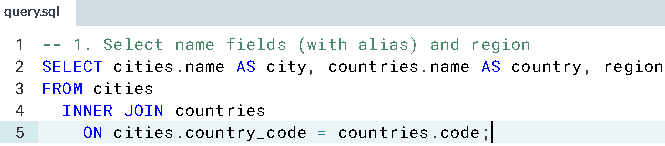 query.sql
1 -- 1. Select name fields (with alias) and region
2 SELECT cities.name AS city, countries.name AS country, region
3 FROM cities
4 INNER JOIN countries
5 ON cities.country_code = countries.code;